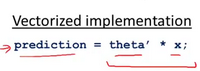 Vectorized implementation
prediction = theta' * x;